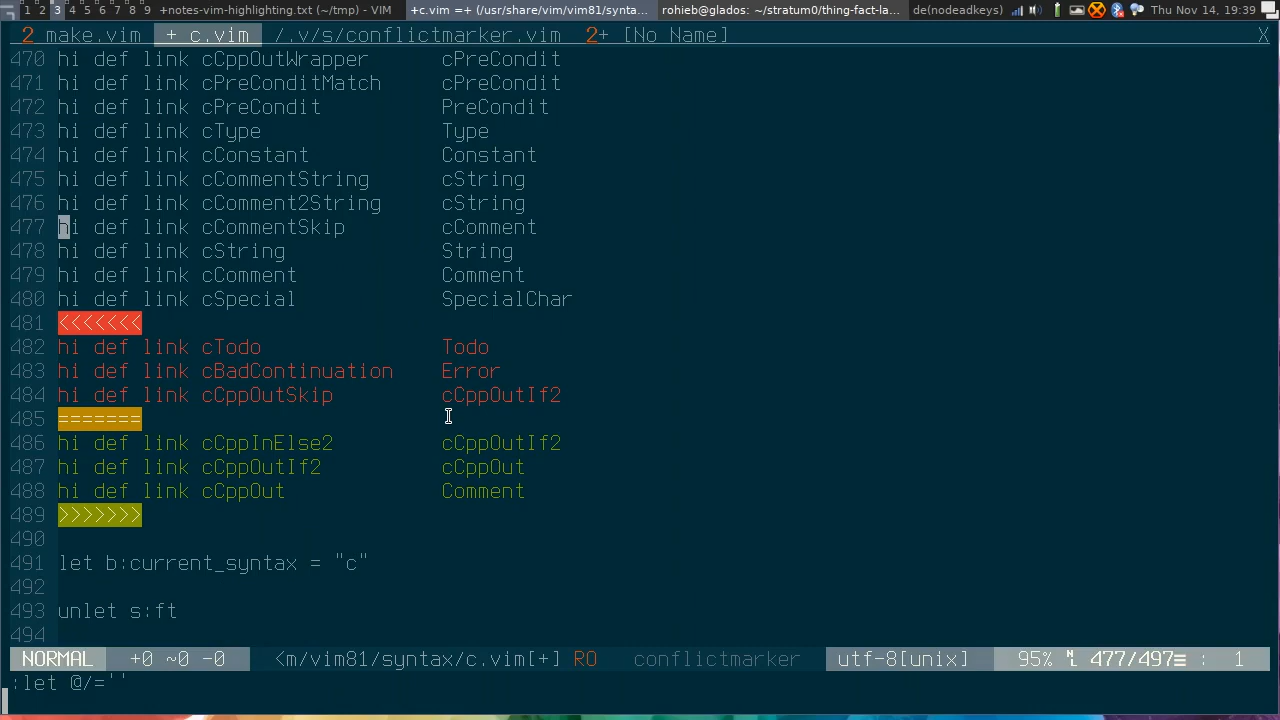 1 2 3 4 5 6 7 8 9 +notes-vim-highlighting.txt (~/tmp) - VIM +c.vim =+ (/usr/share/vim/vim81/synta... rohieb@glados: ~/stratum0/thing-fact-la... de(nodeadkeys) Thu Nov 14, 19:39
2 make.vim + c.vim /.v/s/conflictmarker.vim 2+ [No Name] X
470 hi def link cCppOutWrapper cPreCondit
471 hi def link cPreConditMatch cPreCondit
472 hi def link cPreCondit PreCondit
473 hi def link cType Type
474 hi def link cConstant Constant
475 hi def link cCommentString cString
476 hi def link cComment2String cString
477 hi def link cCommentSkip cComment
478 hi def link cString String
479 hi def link cComment Comment
480 hi def link cSpecial SpecialChar
481 <<<<<<<
482 hi def link cTodo Todo
483 hi def link cBadContinuation Error
484 hi def link cCppOutSkip cCppOutIf2
485 =======
486 hi def link cCppInElse2 cCppOutIf2
487 hi def link cCppOutIf2 cCppOut
488 hi def link cCppOut Comment
489 >>>>>>>
490
491 let b:current_syntax = "c"
492
493 unlet s:ft
494
NORMAL +0 ~0 -0 <m/vim81/syntax/c.vim[+] RO conflictmarker utf-8[unix] 95% 477/497≡ : 1
:let @/=''